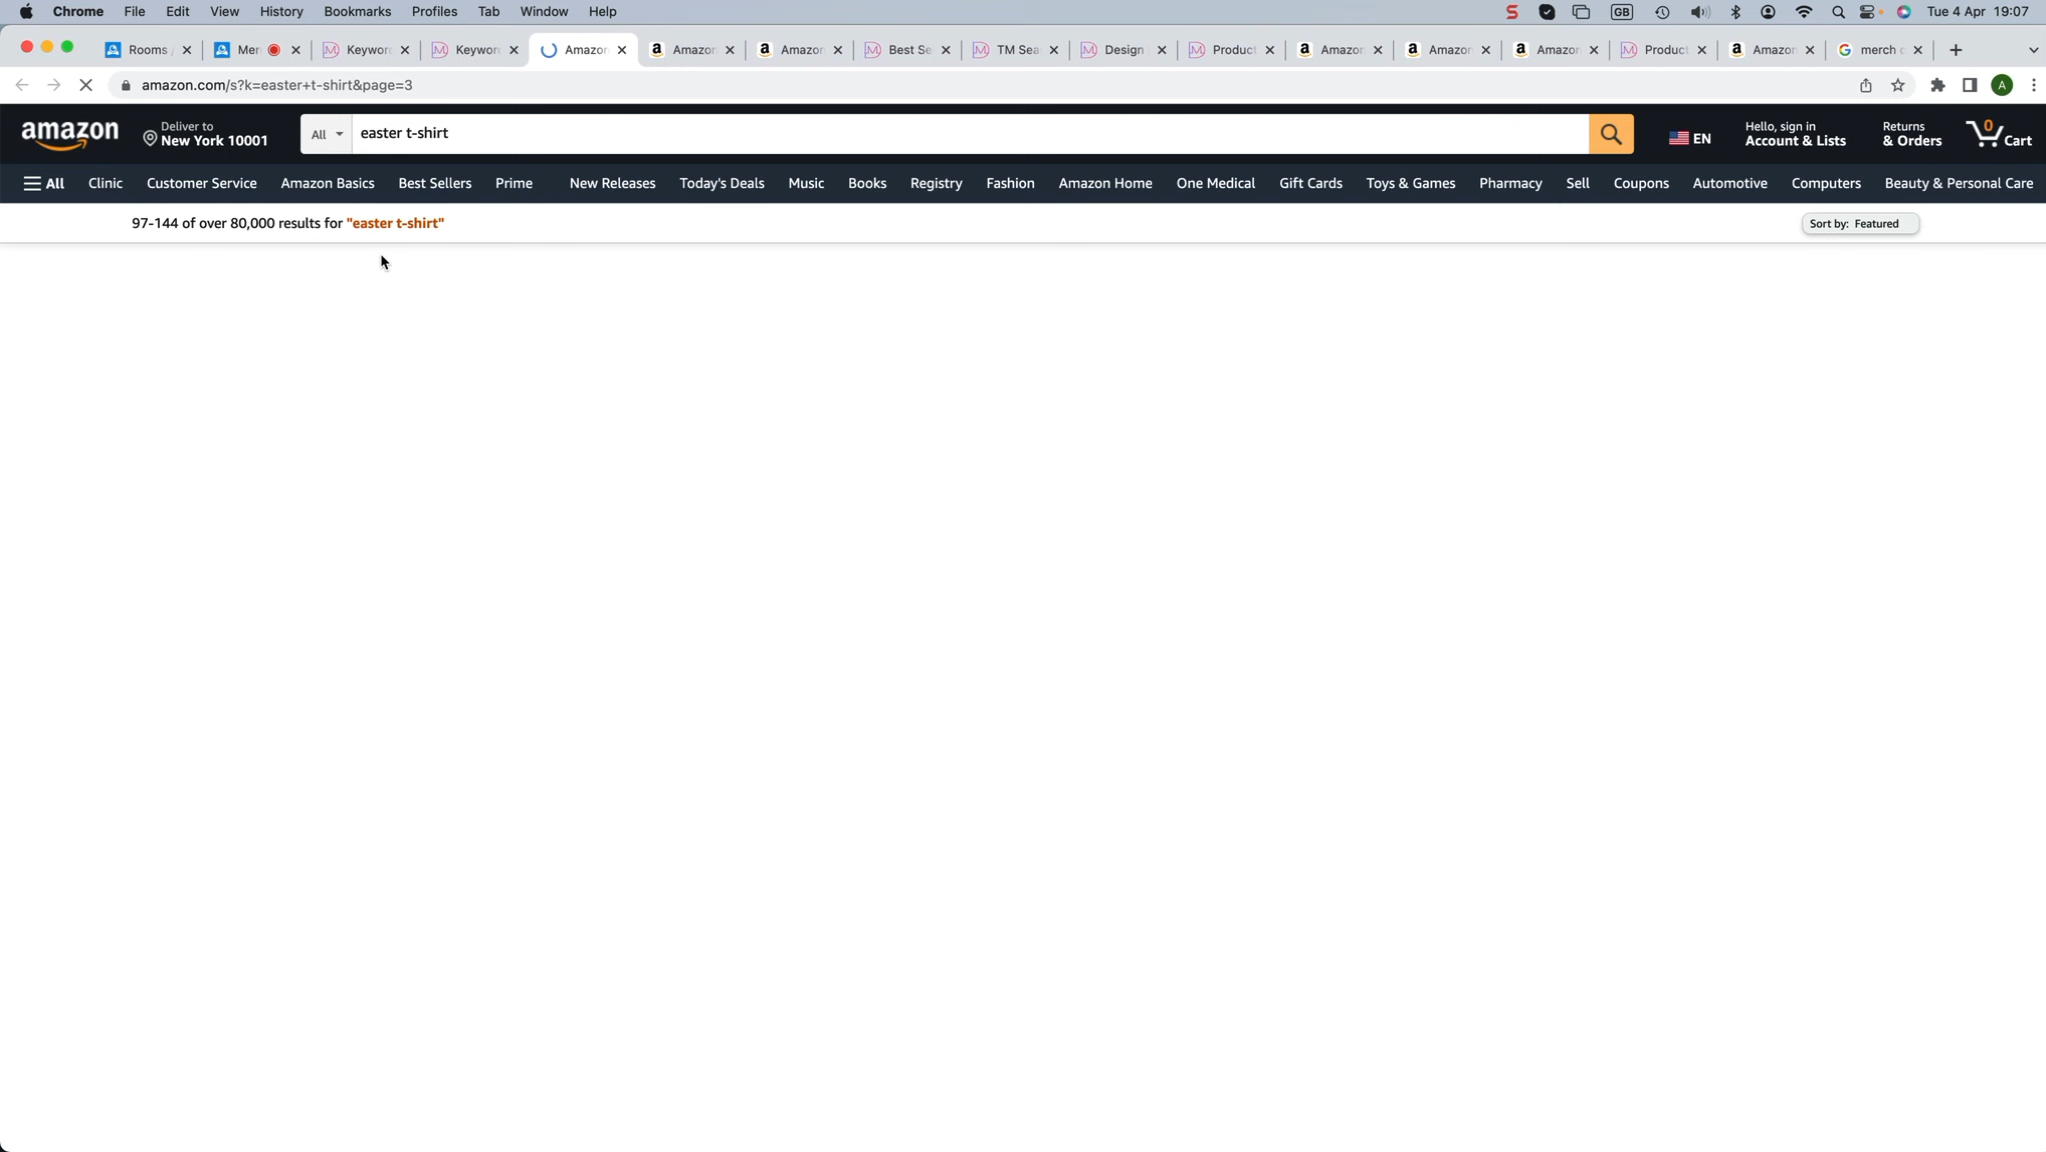 Chrome File Edit View History Bookmarks Profiles Tab Window Help GB Tue 4 Apr 19:07
Rooms / Mer Keyword Keyword Amazon Amazon Amazon Best Se TM Sea Design Product Amazon Amazon Amazon Product Amazon merch c
amazon.com/s?k=easter+t-shirt&page=3 A
amazon Deliver to All easter t-shirt EN Hello, sign in Returns 0
New York 10001 Account & Lists & Orders Cart
All Clinic Customer Service Amazon Basics Best Sellers Prime New Releases Today's Deals Music Books Registry Fashion Amazon Home One Medical Gift Cards Toys & Games Pharmacy Sell Coupons Automotive Computers Beauty & Personal Care
97-144 of over 80,000 results for "easter t-shirt" Sort by: Featured